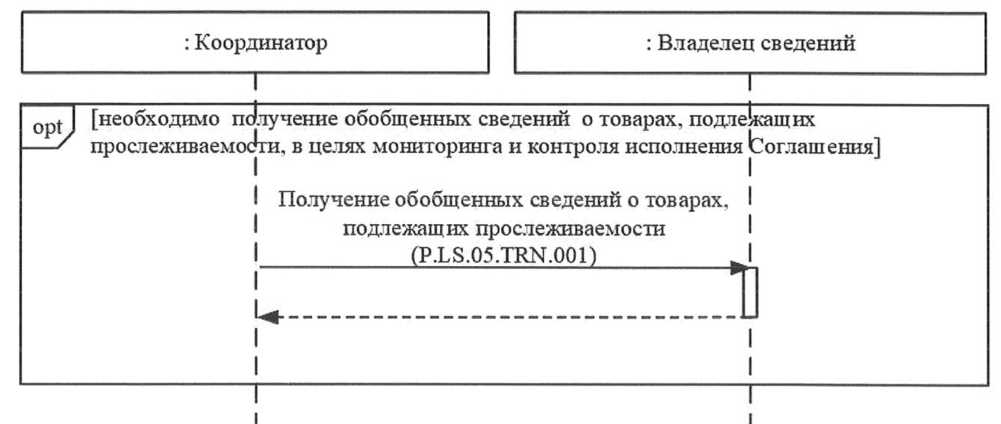 : Координатор
: Владелец сведений
opt
[необходимо получение обобщенных сведений о товарах, подлежащих
прослеживаемости, в целях мониторинга и контроля исполнения Соглашения]
Получение обобщенных сведений о товарах,
подлежащих прослеживаемости
(P.LS.05.TRN.001)